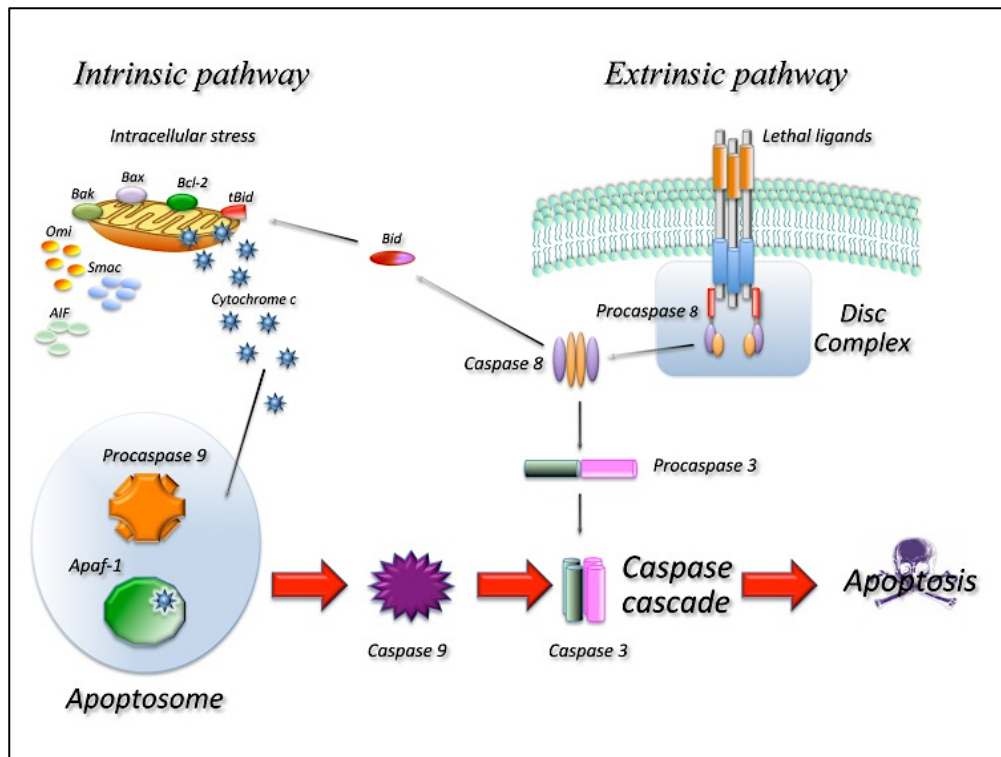 Intrinsic pathway
Extrinsic pathway
Intracellular stress
Lethal ligands
Bax
Bcl-2
Bak
tBid
Omi
Bid
Smac
Cytochrome c
AIF
Procaspase 8
Disc
Complex
Caspase 8
Procaspase 9
Procaspase 3
Apaf-1
Caspase
cascade
Apoptosis
Caspase 9
Caspase 3
Apoptosome